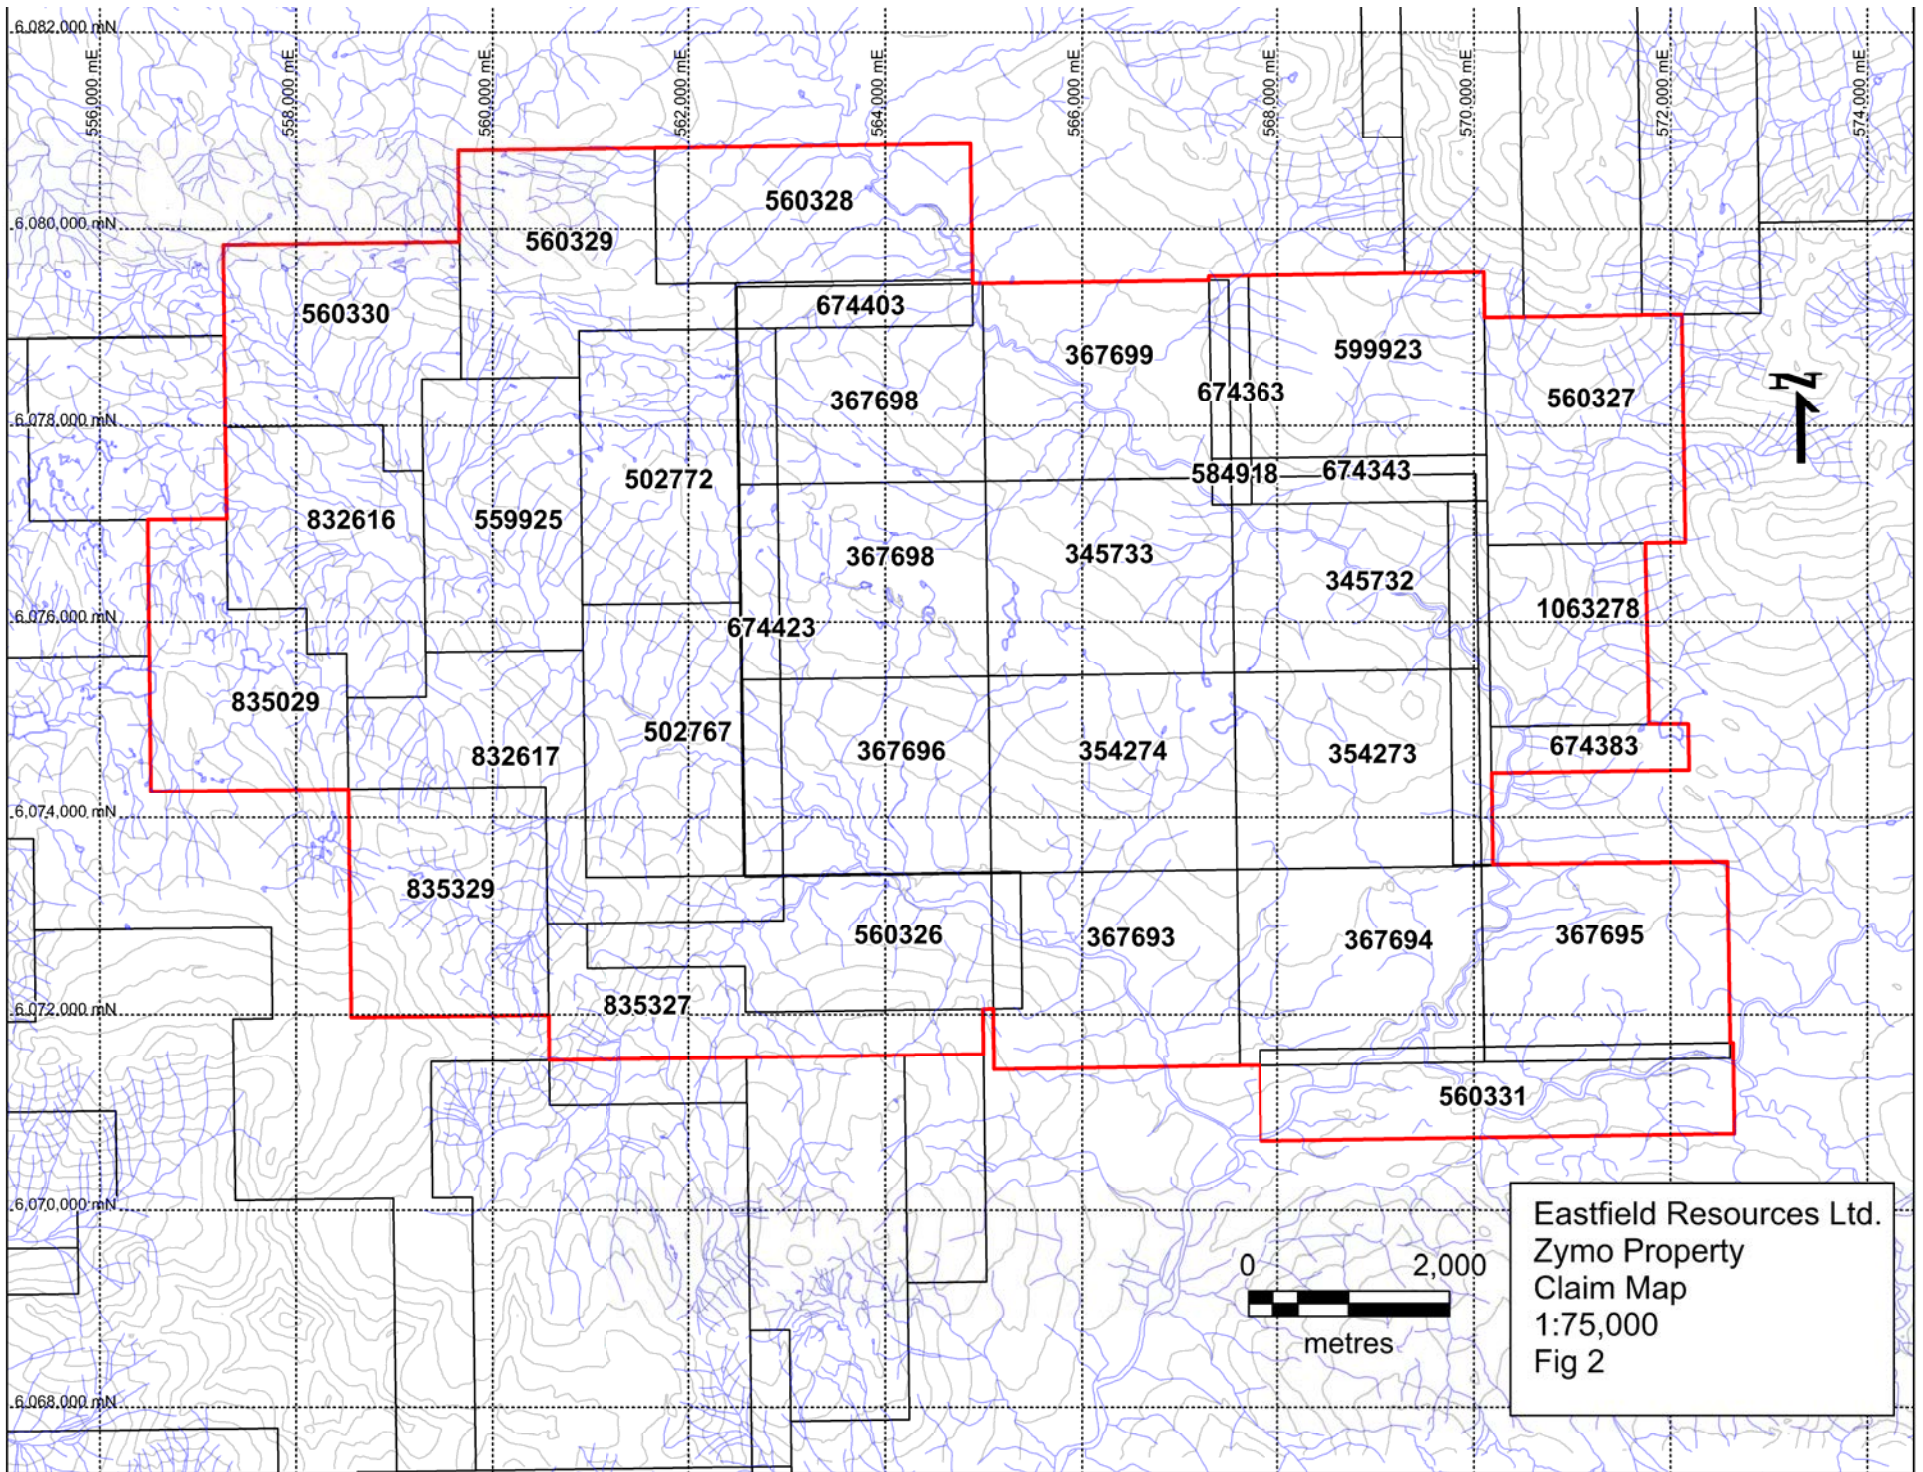 6,082,000 mN
556,000 mE
558,000 mE
560,000 mE
562,000 mE
564,000 mE
566,000 mE
568,000 mE
570,000 mE
572,000 mE
574,000 mE
560328
6,080,000 mN
560329
674403
560330
599923
367699
674363
560327
367698
N
6,078,000 mN
674343
584918
502772
832616
559925
367698
345733
345732
1063278
6,076,000 mN
674423
835029
502767
674383
367696
354274
354273
832617
6,074,000 mN
835329
560326
367693
367694
367695
6,072,000 mN
835327
560331
6,070,000 mN
0 2,000
metres
Eastfield Resources Ltd.
Zymo Property
Claim Map
1:75,000
Fig 2
6,068,000 mN